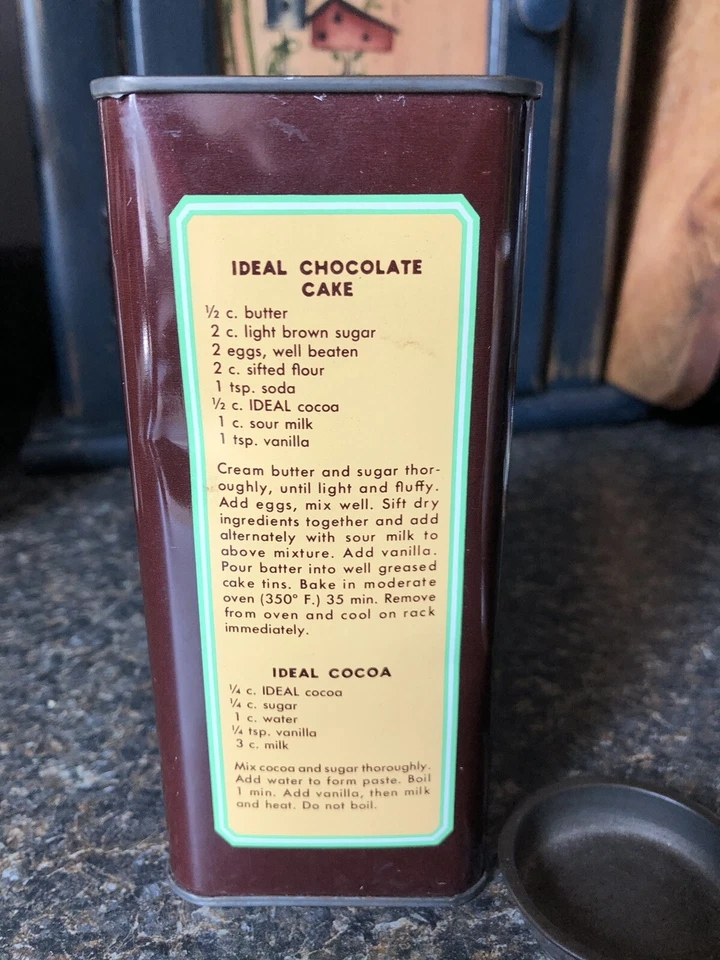 IDEAL CHOCOLATE
CAKE
½ c. butter
2 c. light brown sugar
2 eggs, well beaten
2 c. sifted flour
1 tsp. soda
½ c. IDEAL cocoa
1 c. sour milk
1 tsp. vanilla
Cream butter and sugar thor-
oughly, until light and fluffy.
Add eggs, mix well. Sift dry
ingredients together and add
alternately with sour milk to
above mixture. Add vanilla.
Pour batter into well greased
cake tins. Bake in moderate
oven (350° F.) 35 min. Remove
from oven and cool on rack
immediately.
IDEAL COCOA
¼ c. IDEAL cocoa
¼ c. sugar
1 c. water
¼ tsp. vanilla
3 c. milk
Mix cocoa and sugar thoroughly.
Add water to form paste. Boil
1 min. Add vanilla, then milk
and heat. Do not boil.